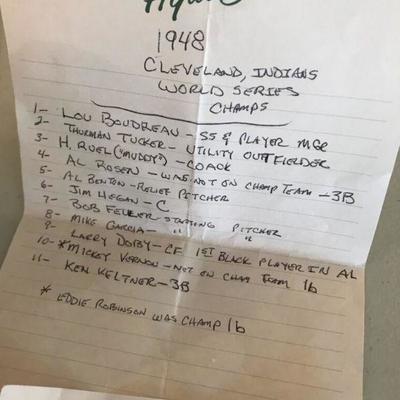 1948
CLEVELAND, INDIANS
WORLD SERIES
CHAMPS
1- LOU BOUDREAU - SS & PLAYER MGR
2- THURMAN TUCKER - UTILITY OUTFIELDER
3- H. RUEL ("MUDDY") - COACH
4- AL ROSEN - WAS NOT ON CHAMP TEAM - 3B
5- AL BENTON - RELIEF PITCHER
6- JIM HEGAN - C
7- BOB FELLER STARTING PITCHER
8- MIKE GARCIA - " "
9- LARRY DOBY - CF 1ST BLACK PLAYER IN AL
10- *MICKEY VERNON - NOT ON CHAM TEAM 1b
11- KEN KELTNER - 3B
* EDDIE ROBINSON WAS CHAMP 1b